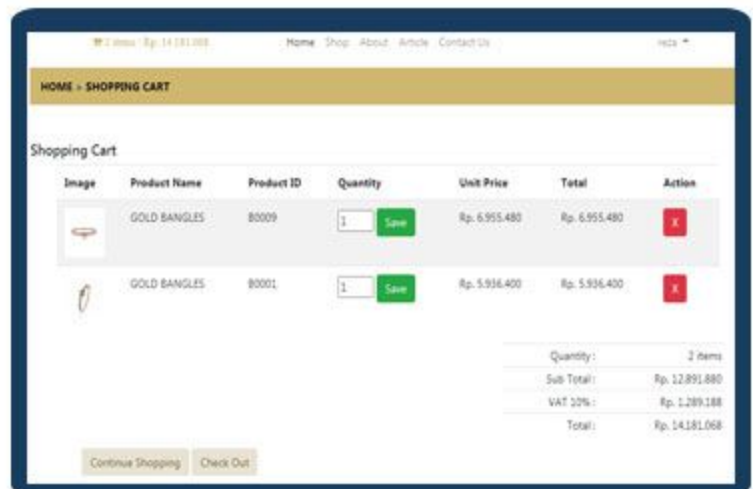 2 items / Rp. 14.181.068 Home Shop About Article Contact Us reza
HOME > SHOPPING CART
Shopping Cart
Image Product Name Product ID Quantity Unit Price Total Action
GOLD BANGLES B0009 1 Save Rp. 6.955.480 Rp. 6.955.480 X
GOLD BANGLES B0001 1 Save Rp. 5.936.400 Rp. 5.936.400 X
Quantity : 2 items
Sub Total : Rp. 12.891.880
VAT 10% : Rp. 1.289.188
Total : Rp. 14.181.068
Continue Shopping Check Out